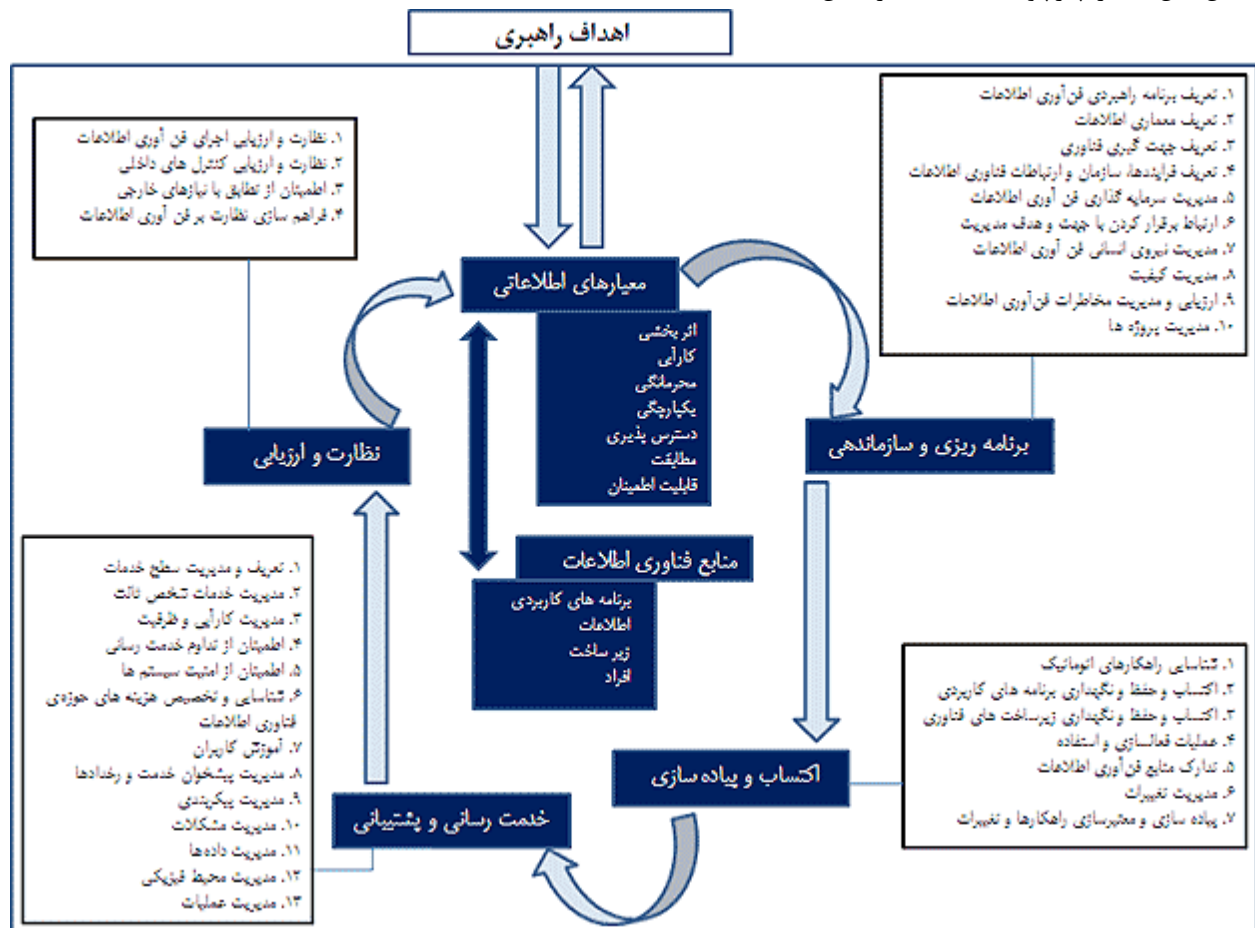 اهداف راهبری
۱. تعریف برنامه راهبردی فن‌آوری اطلاعات
۲. تعریف معماری اطلاعات
۳. تعریف جهت گیری فناوری
۴. تعریف فرایندها، سازمان و ارتباطات فناوری اطلاعات
۵. مدیریت سرمایه گذاری فن آوری اطلاعات
۶. ارتباط برقرار کردن با جهت و هدف مدیریت
۷. مدیریت نیروی انسانی فن آوری اطلاعات
۸. مدیریت کیفیت
۹. ارزیابی و مدیریت مخاطرات فن‌آوری اطلاعات
۱۰. مدیریت پروژه ها
۱. نظارت و ارزیابی اجرای فن آوری اطلاعات
۲. نظارت و ارزیابی کنترل های داخلی
۳. اطمینان از تطابق با نیازهای خارجی
۴. فراهم سازی نظارت بر فن آوری اطلاعات
معیارهای اطلاعاتی
اثر بخشی
کارآیی
محرمانگی
یکپارچگی
دسترس پذیری
مطابقت
قابلیت اطمینان
برنامه ریزی و سازماندهی
نظارت و ارزیابی
منابع فناوری اطلاعات
برنامه های کاربردی
اطلاعات
زیر ساخت
افراد
۱. شناسایی راهکارهای اتوماتیک
۲. اکتساب و حفظ و نگهداری برنامه های کاربردی
۳. اکتساب و حفظ و نگهداری زیرساخت های فناوری
۴. عملیات فعالسازی و استفاده
۵. تدارک منابع فن‌آوری اطلاعات
۶. مدیریت تغییرات
۷. پیاده سازی و معتبرسازی راهکارها و تغییرات
اکتساب و پیاده سازی
خدمت رسانی و پشتیبانی
۱. تعریف و مدیریت سطح خدمات
۲. مدیریت خدمات شخص ثالث
۳. مدیریت کارآیی و ظرفیت
۴. اطمینان از تداوم خدمت رسانی
۵. اطمینان از امنیت سیستم ها
۶. شناسایی و تخصیص هزینه های حوزه‌ی
فناوری اطلاعات
۷. آموزش کاربران
۸. مدیریت پیشخوان خدمت و رخدادها
۹. مدیریت پیکربندی
۱۰. مدیریت مشکلات
۱۱. مدیریت داده‌ها
۱۲. مدیریت محیط فیزیکی
۱۳. مدیریت عملیات